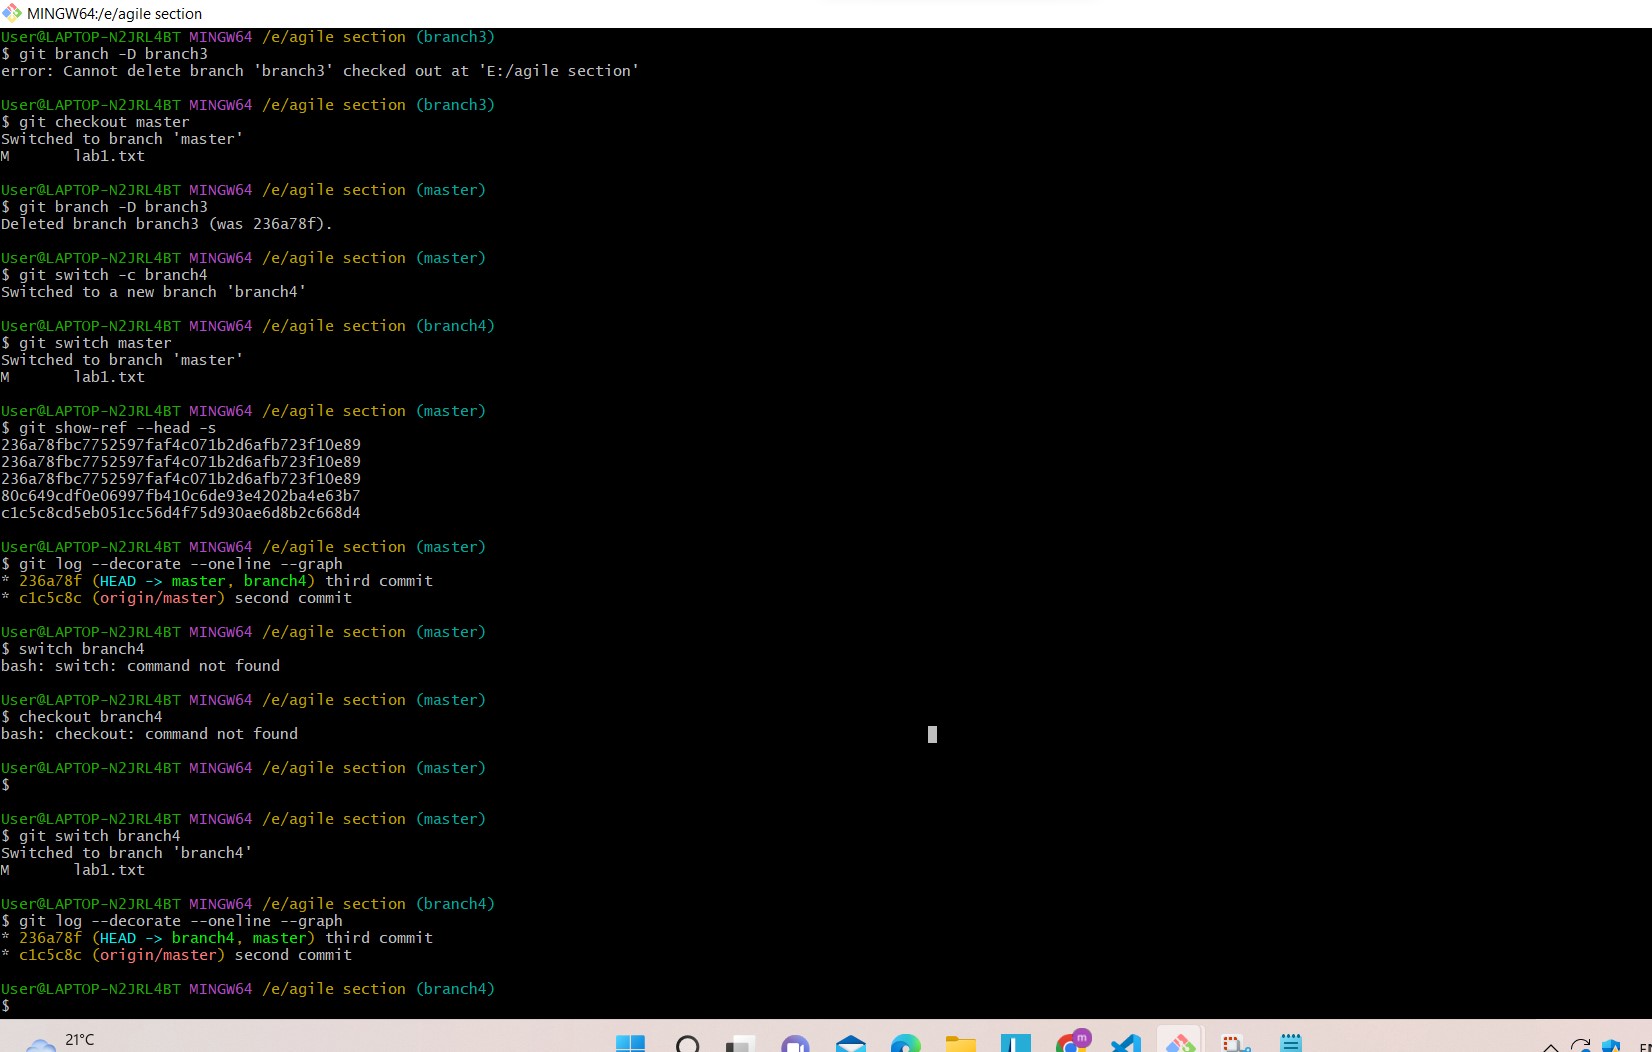 MINGW64:/e/agile section
User@LAPTOP-N2JRL4BT MINGW64 /e/agile section (branch3)
$ git branch -D branch3
error: Cannot delete branch 'branch3' checked out at 'E:/agile section'
User@LAPTOP-N2JRL4BT MINGW64 /e/agile section (branch3)
$ git checkout master
Switched to branch 'master'
M       lab1.txt
User@LAPTOP-N2JRL4BT MINGW64 /e/agile section (master)
$ git branch -D branch3
Deleted branch branch3 (was 236a78f).
User@LAPTOP-N2JRL4BT MINGW64 /e/agile section (master)
$ git switch -c branch4
Switched to a new branch 'branch4'
User@LAPTOP-N2JRL4BT MINGW64 /e/agile section (branch4)
$ git switch master
Switched to branch 'master'
M       lab1.txt
User@LAPTOP-N2JRL4BT MINGW64 /e/agile section (master)
$ git show-ref --head -s
236a78fbc7752597faf4c071b2d6afb723f10e89
236a78fbc7752597faf4c071b2d6afb723f10e89
236a78fbc7752597faf4c071b2d6afb723f10e89
80c649cdf0e06997fb410c6de93e4202ba4e63b7
c1c5c8cd5eb051cc56d4f75d930ae6d8b2c668d4
User@LAPTOP-N2JRL4BT MINGW64 /e/agile section (master)
$ git log --decorate --oneline --graph
* 236a78f (HEAD -> master, branch4) third commit
* c1c5c8c (origin/master) second commit
User@LAPTOP-N2JRL4BT MINGW64 /e/agile section (master)
$ switch branch4
bash: switch: command not found
User@LAPTOP-N2JRL4BT MINGW64 /e/agile section (master)
$ checkout branch4
bash: checkout: command not found
User@LAPTOP-N2JRL4BT MINGW64 /e/agile section (master)
$
User@LAPTOP-N2JRL4BT MINGW64 /e/agile section (master)
$ git switch branch4
Switched to branch 'branch4'
M       lab1.txt
User@LAPTOP-N2JRL4BT MINGW64 /e/agile section (branch4)
$ git log --decorate --oneline --graph
* 236a78f (HEAD -> branch4, master) third commit
* c1c5c8c (origin/master) second commit
User@LAPTOP-N2JRL4BT MINGW64 /e/agile section (branch4)
$
21°C
m